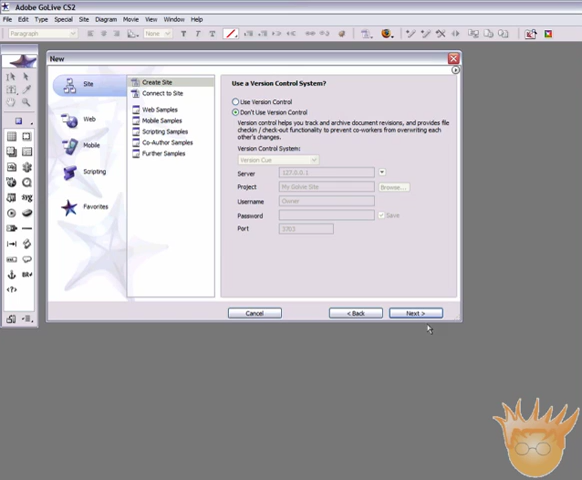 Adobe GoLive CS2
File Edit Type Special Site Diagram Movie View Window Help
Paragraph
None
T T T
New
Site
Web
Mobile
Scripting
Favorites
Create Site
Connect to Site
Web Samples
Mobile Samples
Scripting Samples
Co-Author Samples
Further Samples
Use a Version Control System?
Use Version Control
Don't Use Version Control
Version control helps you track and archive document revisions, and provides file
checkin / check-out functionality to prevent co-workers from overwriting each
other's changes.
Version Control System:
Version Cue
Server 127.0.0.1
Project My GoLive Site Browse...
Username Owner
Password Save
Port 3703
Cancel < Back Next >